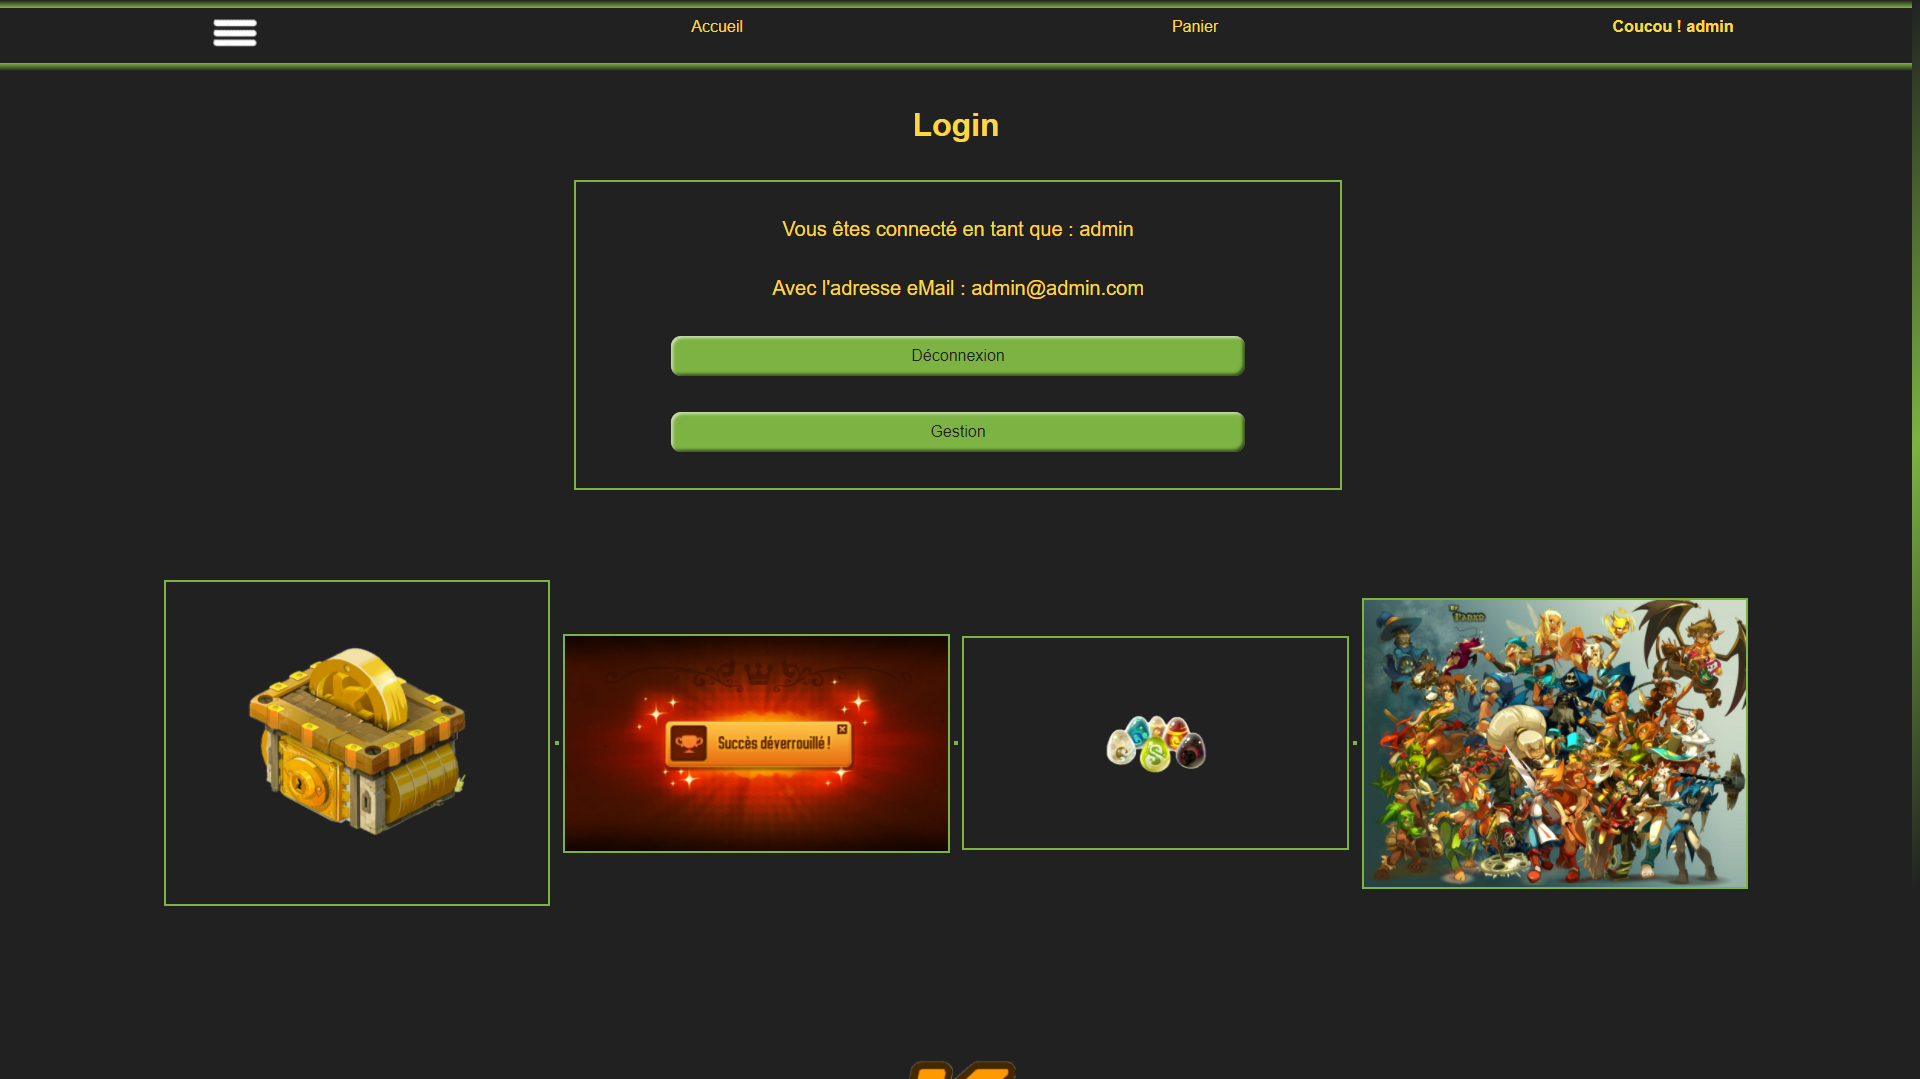 Accueil
Panier
Coucou ! admin
Login
Vous êtes connecté en tant que : admin
Avec l'adresse eMail : admin@admin.com
Déconnexion
Gestion
Succès déverrouillé !